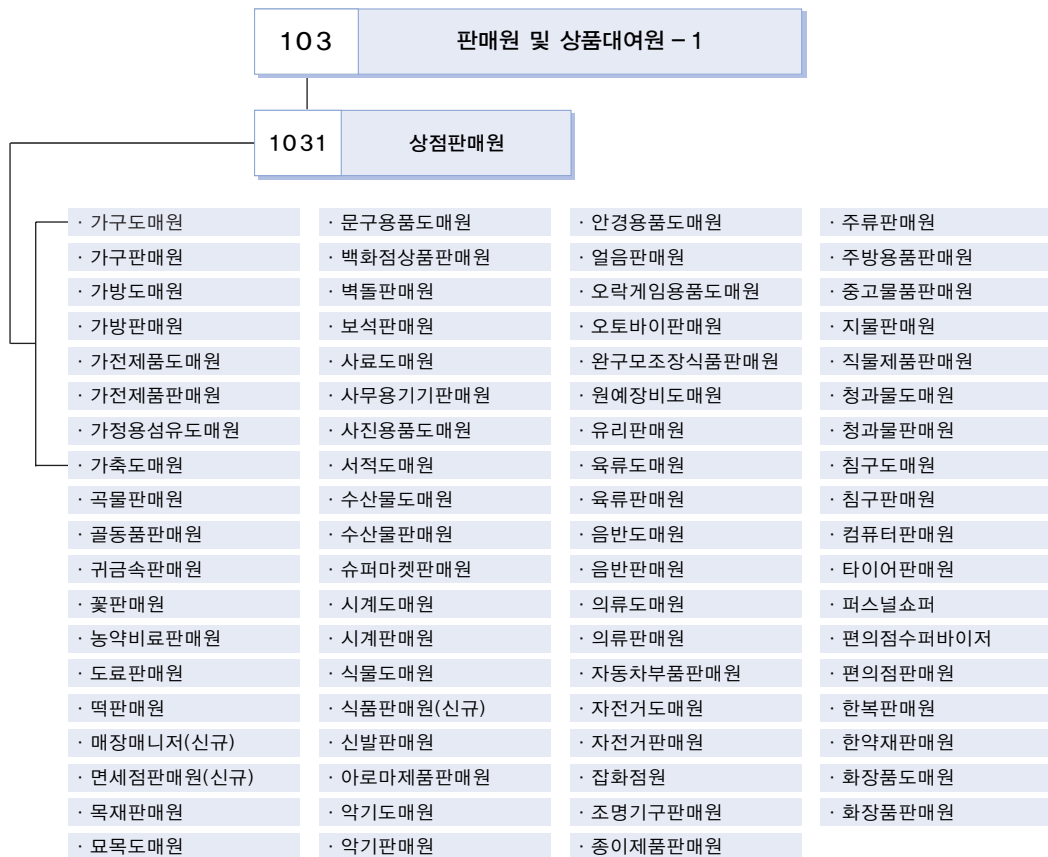 103 판매원 및 상품대여원 – 1
1031 상점판매원
· 가구도매원
· 가구판매원
· 가방도매원
· 가방판매원
· 가전제품도매원
· 가전제품판매원
· 가정용섬유도매원
· 가축도매원
· 곡물판매원
· 골동품판매원
· 귀금속판매원
· 꽃판매원
· 농약비료판매원
· 도료판매원
· 떡판매원
· 매장매니저(신규)
· 면세점판매원(신규)
· 목재판매원
· 묘목도매원
· 문구용품도매원
· 백화점상품판매원
· 벽돌판매원
· 보석판매원
· 사료도매원
· 사무용기기판매원
· 사진용품도매원
· 서적도매원
· 수산물도매원
· 수산물판매원
· 슈퍼마켓판매원
· 시계도매원
· 시계판매원
· 식물도매원
· 식품판매원(신규)
· 신발판매원
· 아로마제품판매원
· 악기도매원
· 악기판매원
· 안경용품도매원
· 얼음판매원
· 오락게임용품도매원
· 오토바이판매원
· 완구모조장식품판매원
· 원예장비도매원
· 유리판매원
· 육류도매원
· 육류판매원
· 음반도매원
· 음반판매원
· 의류도매원
· 의류판매원
· 자동차부품판매원
· 자전거도매원
· 자전거판매원
· 잡화점원
· 조명기구판매원
· 종이제품판매원
· 주류판매원
· 주방용품판매원
· 중고물품판매원
· 지물판매원
· 직물제품판매원
· 청과물도매원
· 청과물판매원
· 침구도매원
· 침구판매원
· 컴퓨터판매원
· 타이어판매원
· 퍼스널쇼퍼
· 편의점수퍼바이저
· 편의점판매원
· 한복판매원
· 한약재판매원
· 화장품도매원
· 화장품판매원